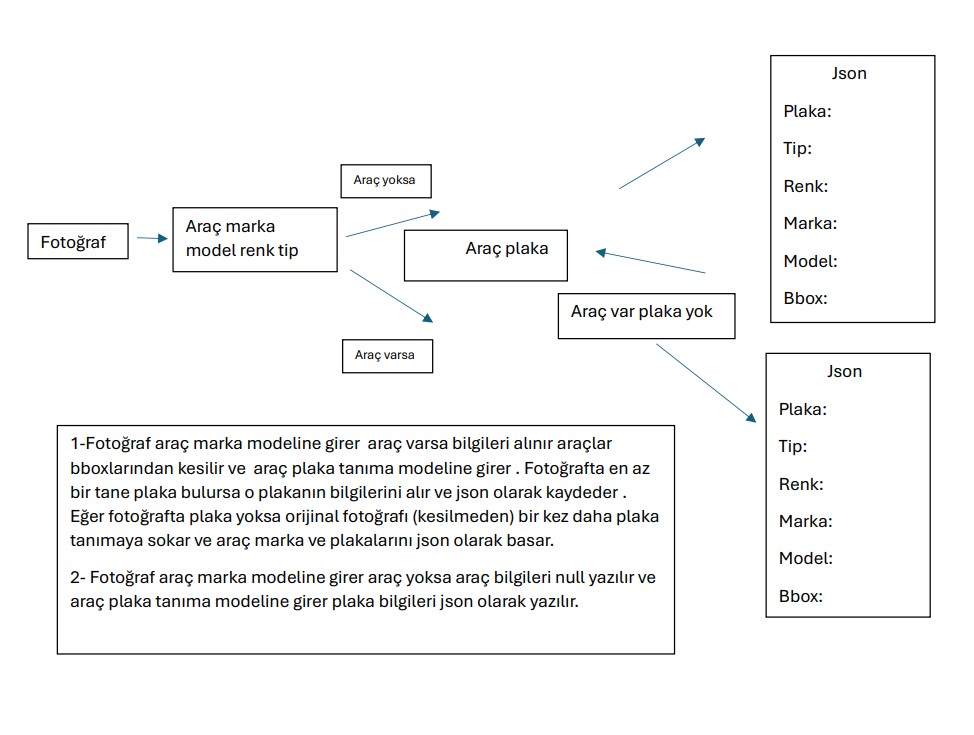 Fotoğraf
Araç marka
model renk tip
Araç yoksa
Araç varsa
Araç plaka
Araç var plaka yok
Json
Plaka:
Tip:
Renk:
Marka:
Model:
Bbox:
Json
Plaka:
Tip:
Renk:
Marka:
Model:
Bbox:
1-Fotoğraf araç marka modeline girer araç varsa bilgileri alınır araçlar
bboxlarından kesilir ve araç plaka tanıma modeline girer . Fotoğrafta en az
bir tane plaka bulursa o plakanın bilgilerini alır ve json olarak kaydeder .
Eğer fotoğrafta plaka yoksa orijinal fotoğrafı (kesilmeden) bir kez daha plaka
tanımaya sokar ve araç marka ve plakalarını json olarak basar.
2- Fotoğraf araç marka modeline girer araç yoksa araç bilgileri null yazılır ve
araç plaka tanıma modeline girer plaka bilgileri json olarak yazılır.